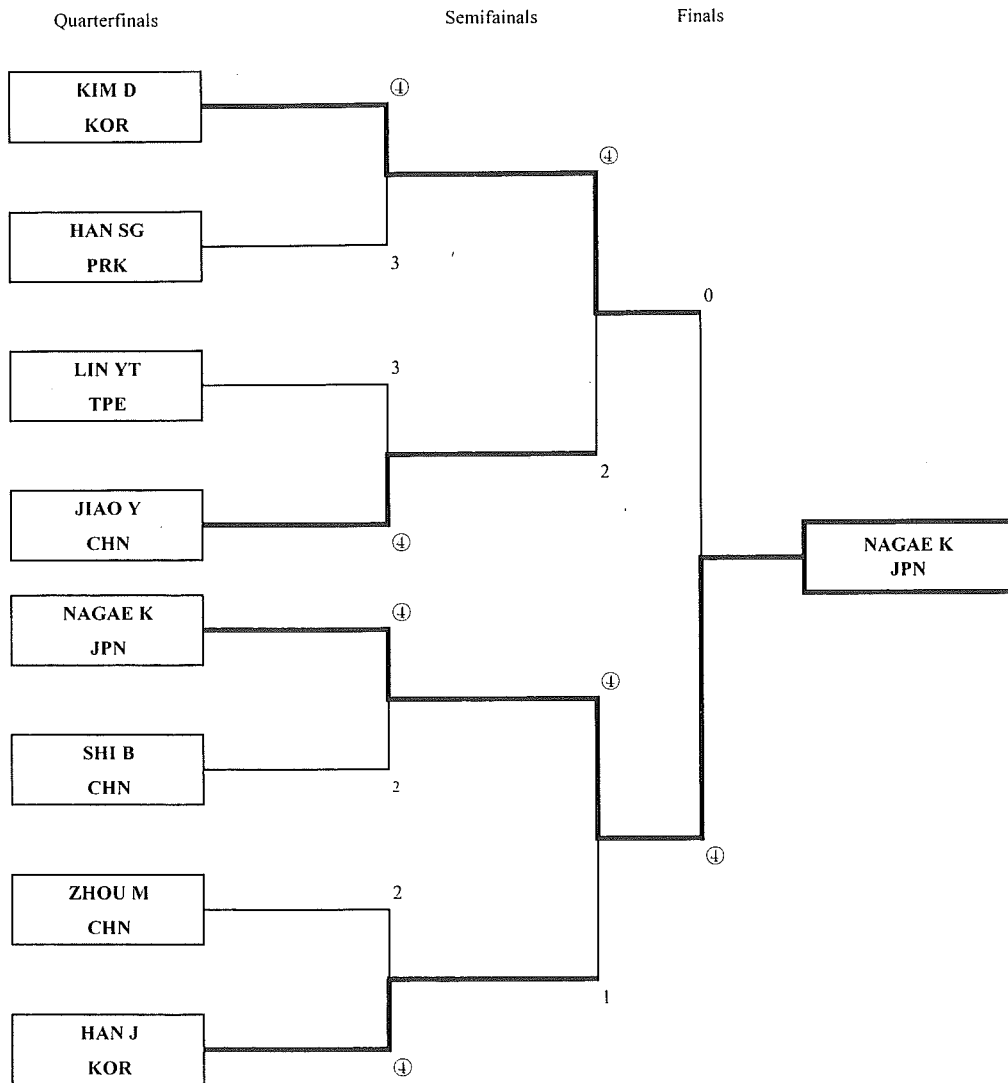 Quarterfinals
Semifainals
Finals
KIM D
KOR
④
④
HAN SG
PRK
3
0
LIN YT
TPE
3
2
JIAO Y
CHN
④
NAGAE K
JPN
NAGAE K
JPN
④
④
SHI B
CHN
2
④
ZHOU M
CHN
2
1
HAN J
KOR
④